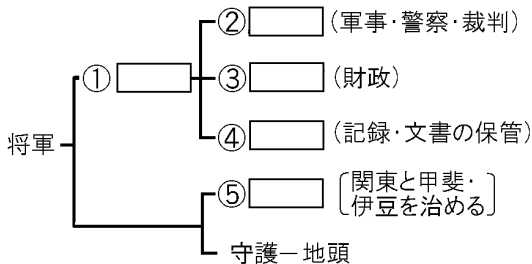 ② (軍事・警察・裁判)
① ③ (財政)
④ (記録・文書の保管)
将軍
⑤ 〔関東と甲斐・伊豆を治める〕
守護－地頭